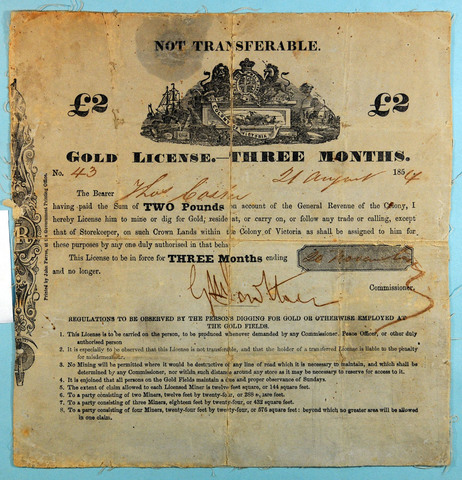 NOT TRANSFERABLE.
£2 £2
VICTORIA
GOLD LICENSE.—THREE MONTHS.
No. 43 21 August 1854
The Bearer Thos
having paid the Sum of TWO Pounds on account of the General Revenue of the Colony, I
hereby License him to mine or dig for Gold, reside at, or carry on, or follow any trade or calling, except
that of Storekeeper, on such Crown Lands within the Colony of Victoria as shall be assigned to him for
these purposes by any one duly authorised in that beha
This License to be in force for THREE Months ending 20 November
and no longer.
Commissioner.
REGULATIONS TO BE OBSERVED BY THE PERSONS DIGGING FOR GOLD OR OTHERWISE EMPLOYED AT
THE GOLD FIELDS.
1. This License is to be carried on the person, to be produced whenever demanded by any Commissioner, Peace Officer, or other duly
authorised person
2. It is especially to be observed that this License is not transferable, and that the holder of a transferred License is liable to the penalty
for misdemeanour.
3. No Mining will be permitted where it would be destructive of any line of road which it is necessary to maintain, and which shall be
determined by any Commissioner, nor within such distance around any store as it may be necessary to reserve for access to it.
4. It is enjoined that all persons on the Gold Fields maintain a due and proper observance of Sundays.
5. The extent of claim allowed to each Licensed Miner is twelve feet square, or 144 square feet.
6. To a party consisting of two Miners, twelve feet by twenty-four, or 288 square feet.
7. To a party consisting of three Miners, eighteen feet by twenty-four, or 432 square feet.
8. To a party consisting of four Miners, twenty-four feet by twenty-four, or 576 square feet: beyond which no greater area will be allowed in
one claim.
Printed by John Ferres, at the Government Printing Office.